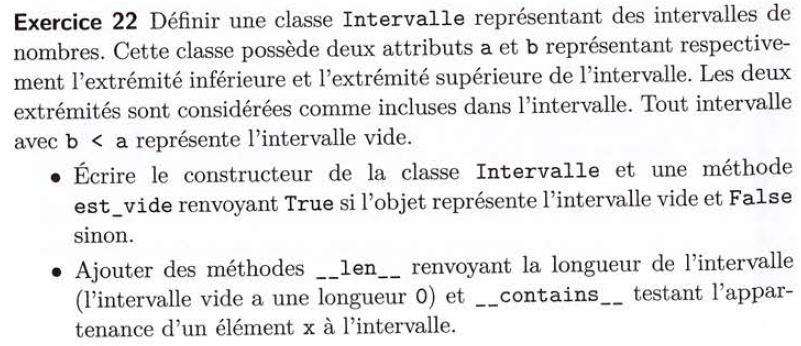 Exercice 22 Définir une classe Intervalle représentant des intervalles de
nombres. Cette classe possède deux attributs a et b représentant respective-
ment l'extrémité inférieure et l'extrémité supérieure de l'intervalle. Les deux
extrémités sont considérées comme incluses dans l'intervalle. Tout intervalle
avec b < a représente l'intervalle vide.
• Écrire le constructeur de la classe Intervalle et une méthode
est_vide renvoyant True si l'objet représente l'intervalle vide et False
sinon.
• Ajouter des méthodes __len__ renvoyant la longueur de l'intervalle
(l'intervalle vide a une longueur 0) et __contains__ testant l'appar-
tenance d'un élément x à l'intervalle.